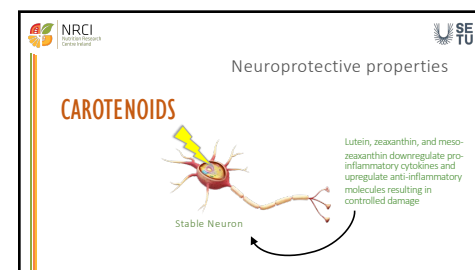 NRCI
Nutrition Research
Centre Ireland
SE
TU
Neuroprotective properties
CAROTENOIDS
Lutein, zeaxanthin, and meso-
zeaxanthin downregulate pro-
inflammatory cytokines and
upregulate anti-inflammatory
molecules resulting in
controlled damage
Stable Neuron